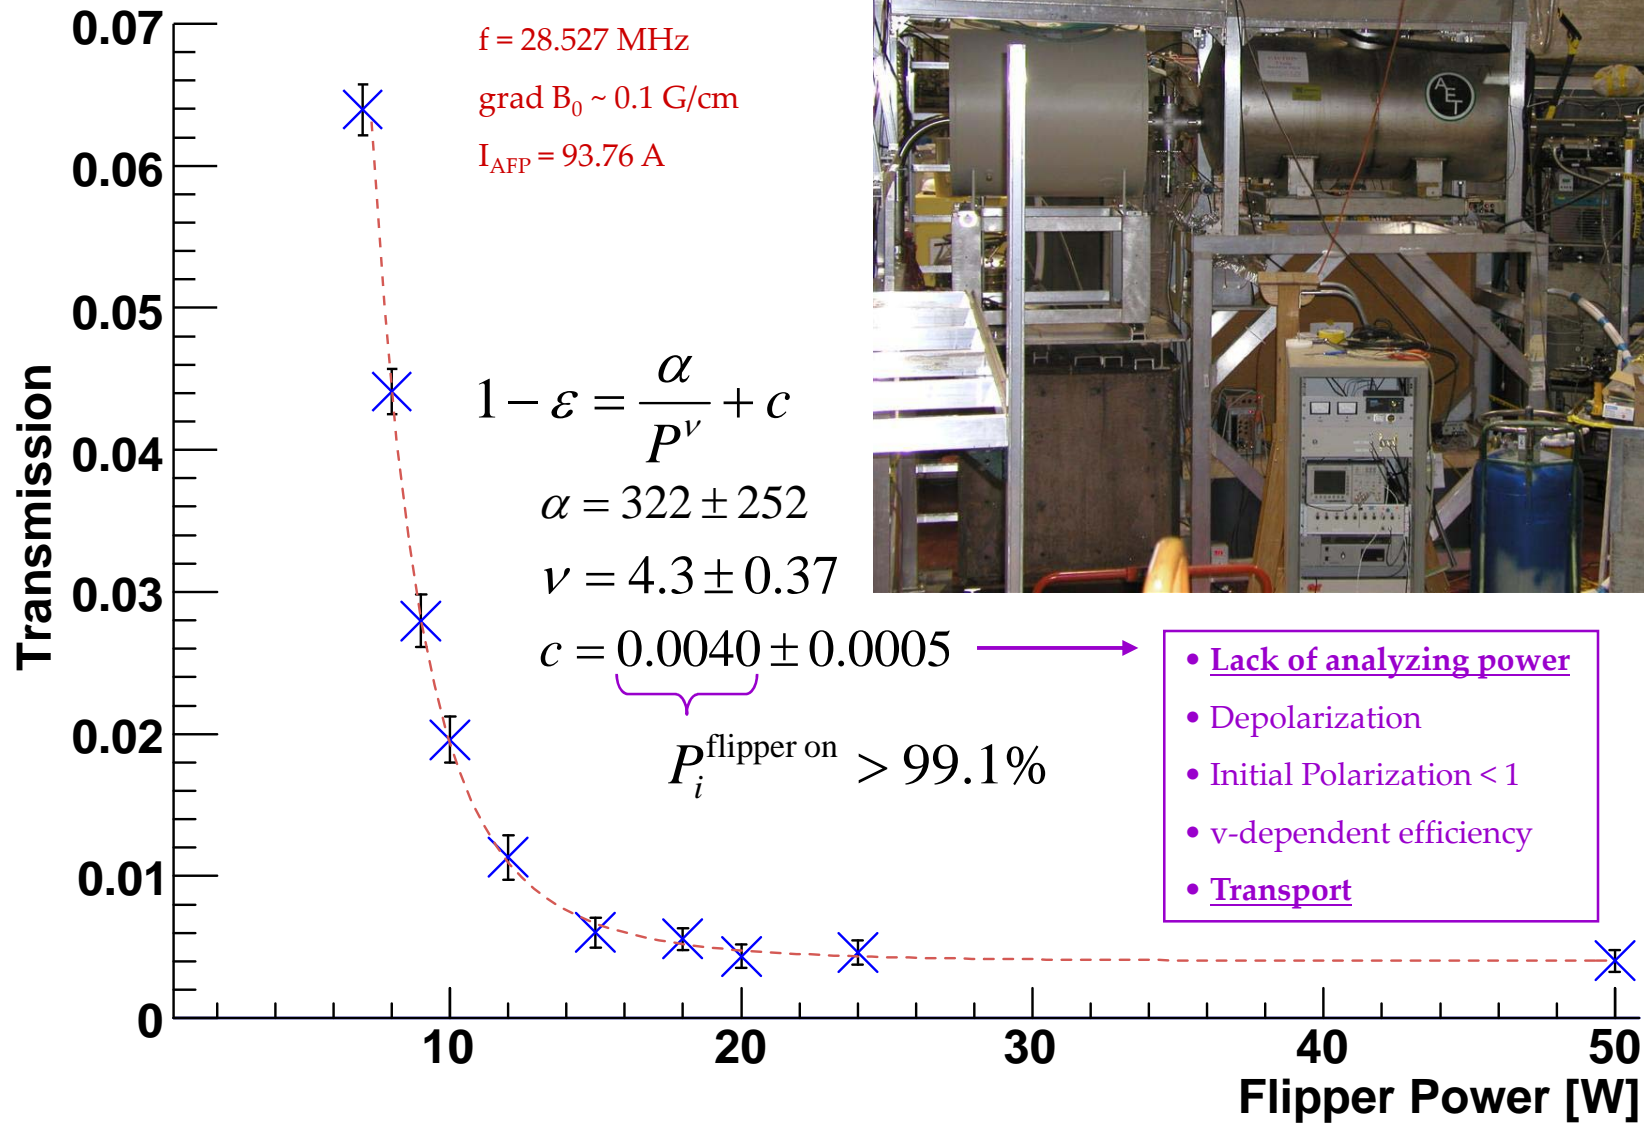 0.07
0.06
0.05
0.04
0.03
0.02
0.01
0
Transmission
10
20
30
40
50
Flipper Power [W]
f = 28.527 MHz
grad B₀ ~ 0.1 G/cm
I_AFP = 93.76 A
1 − ε = α / P^ν + c
α = 322 ± 252
ν = 4.3 ± 0.37
c = 0.0040 ± 0.0005
P_i^flipper on > 99.1%
• Lack of analyzing power
• Depolarization
• Initial Polarization < 1
• v-dependent efficiency
• Transport
AET